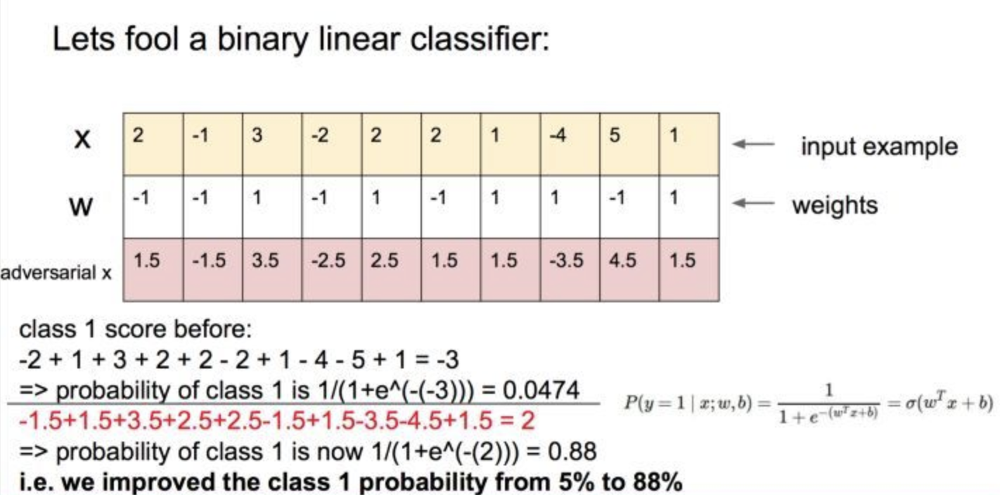 Lets fool a binary linear classifier:
X 2 -1 3 -2 2 2 1 -4 5 1 input example
W -1 -1 1 -1 1 -1 1 1 -1 1 weights
adversarial x 1.5 -1.5 3.5 -2.5 2.5 1.5 1.5 -3.5 4.5 1.5
class 1 score before:
-2 + 1 + 3 + 2 + 2 - 2 + 1 - 4 - 5 + 1 = -3
=> probability of class 1 is 1/(1+e^(-(-3))) = 0.0474
P(y = 1 | x; w, b) = 1 / 1 + e^{-(w^T x+b)} = σ(w^T x + b)
-1.5+1.5+3.5+2.5+2.5-1.5+1.5-3.5-4.5+1.5 = 2
=> probability of class 1 is now 1/(1+e^(-(2))) = 0.88
i.e. we improved the class 1 probability from 5% to 88%